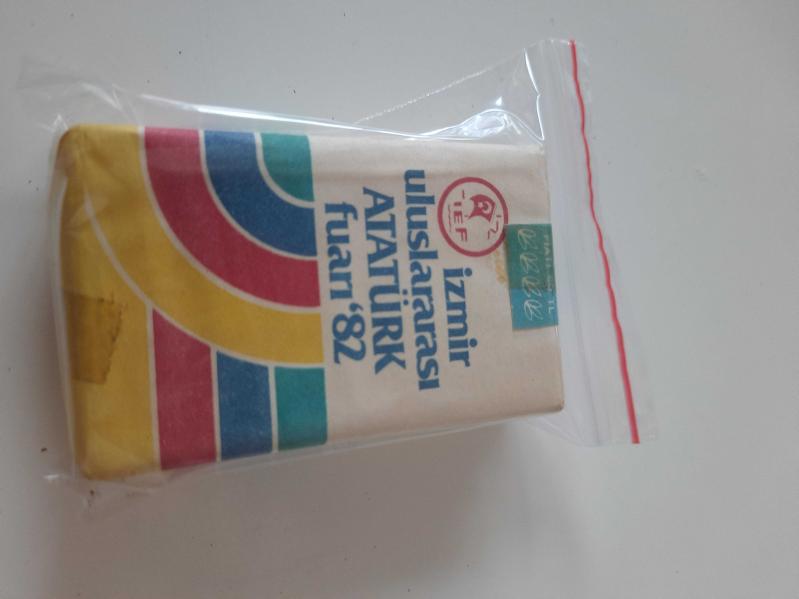 İEF
izmir
uluslararası
ATATÜRK
fuarı '82